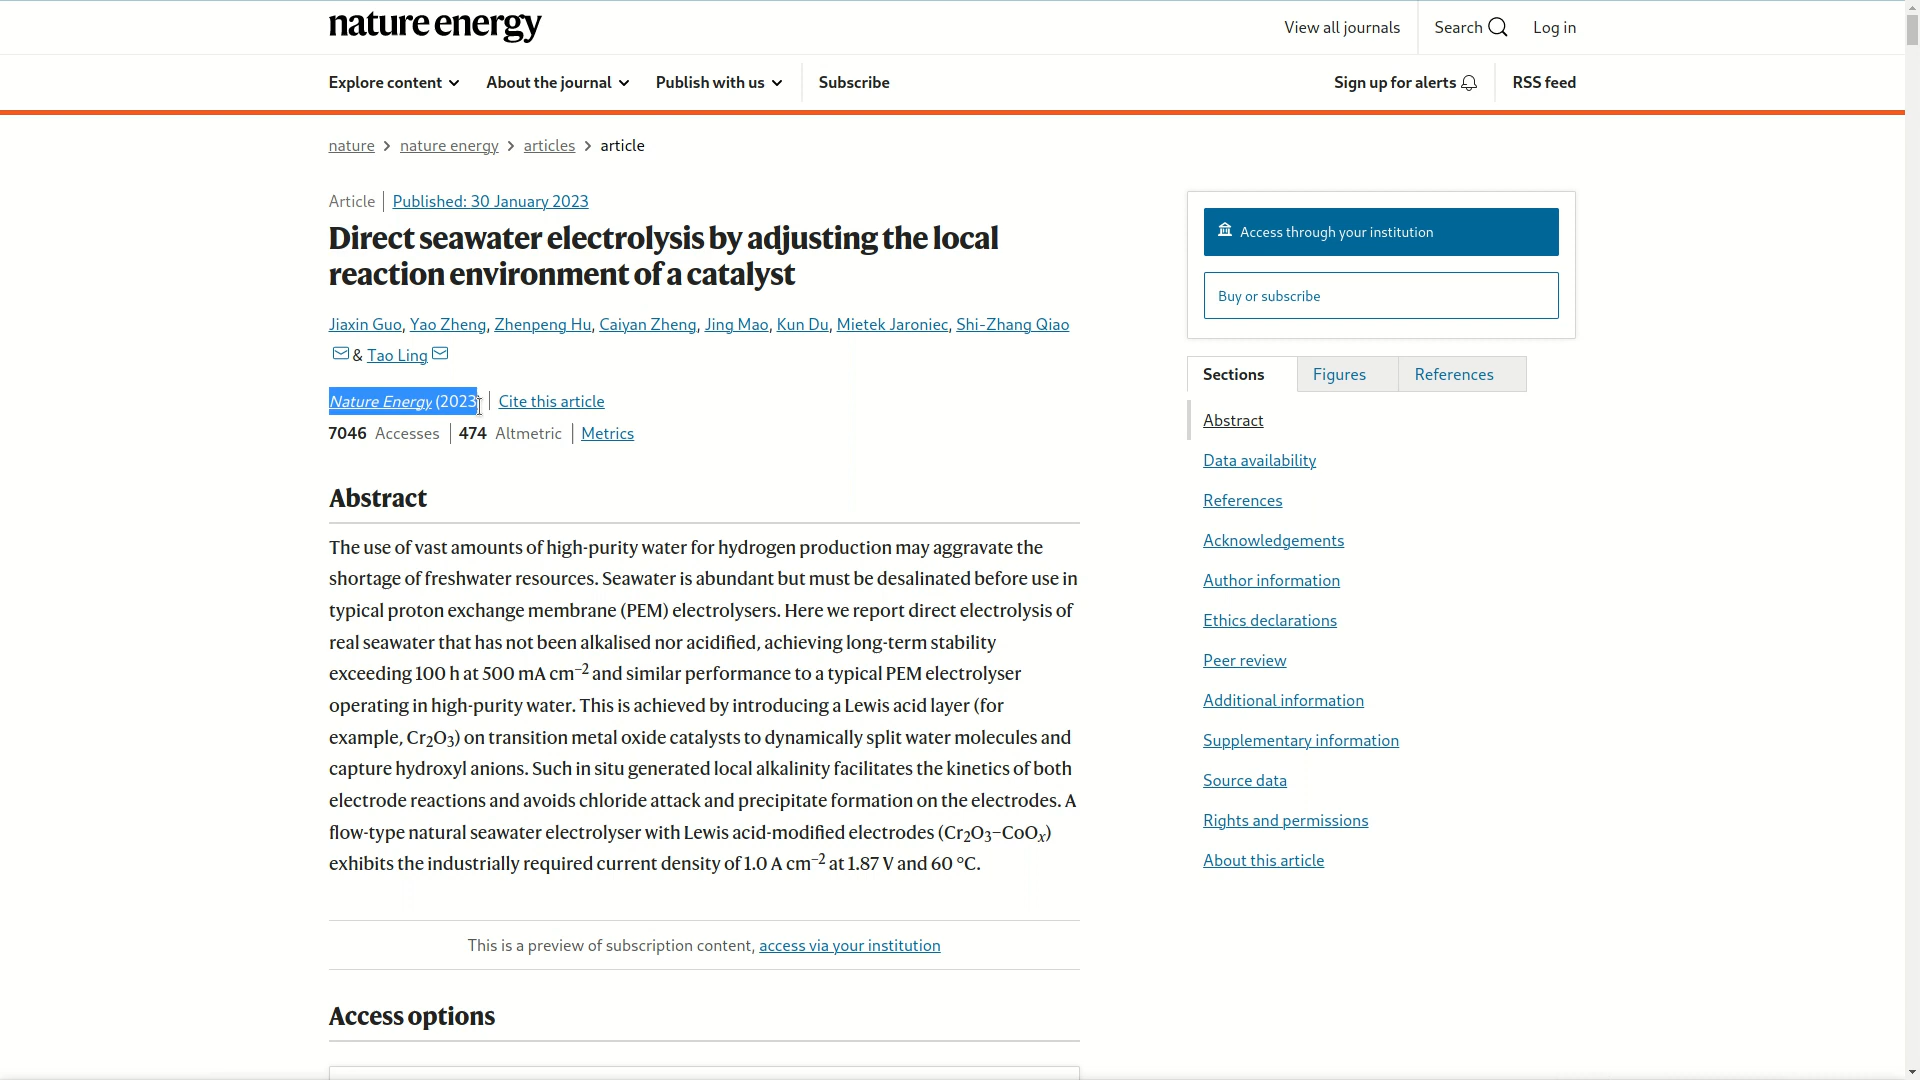 nature energy
View all journals Search Log in
Explore content About the journal Publish with us Subscribe
Sign up for alerts RSS feed
nature > nature energy > articles > article
Article | Published: 30 January 2023
Direct seawater electrolysis by adjusting the local
reaction environment of a catalyst
Jiaxin Guo, Yao Zheng, Zhenpeng Hu, Caiyan Zheng, Jing Mao, Kun Du, Mietek Jaroniec, Shi-Zhang Qiao
& Tao Ling
Nature Energy (2023) | Cite this article
7046 Accesses | 474 Altmetric | Metrics
Abstract
The use of vast amounts of high-purity water for hydrogen production may aggravate the
shortage of freshwater resources. Seawater is abundant but must be desalinated before use in
typical proton exchange membrane (PEM) electrolysers. Here we report direct electrolysis of
real seawater that has not been alkalised nor acidified, achieving long-term stability
exceeding 100 h at 500 mA cm⁻² and similar performance to a typical PEM electrolyser
operating in high-purity water. This is achieved by introducing a Lewis acid layer (for
example, Cr₂O₃) on transition metal oxide catalysts to dynamically split water molecules and
capture hydroxyl anions. Such in situ generated local alkalinity facilitates the kinetics of both
electrode reactions and avoids chloride attack and precipitate formation on the electrodes. A
flow-type natural seawater electrolyser with Lewis acid-modified electrodes (Cr₂O₃–CoOₓ)
exhibits the industrially required current density of 1.0 A cm⁻² at 1.87 V and 60 °C.
This is a preview of subscription content, access via your institution
Access options
Access through your institution
Buy or subscribe
Sections Figures References
Abstract
Data availability
References
Acknowledgements
Author information
Ethics declarations
Peer review
Additional information
Supplementary information
Source data
Rights and permissions
About this article